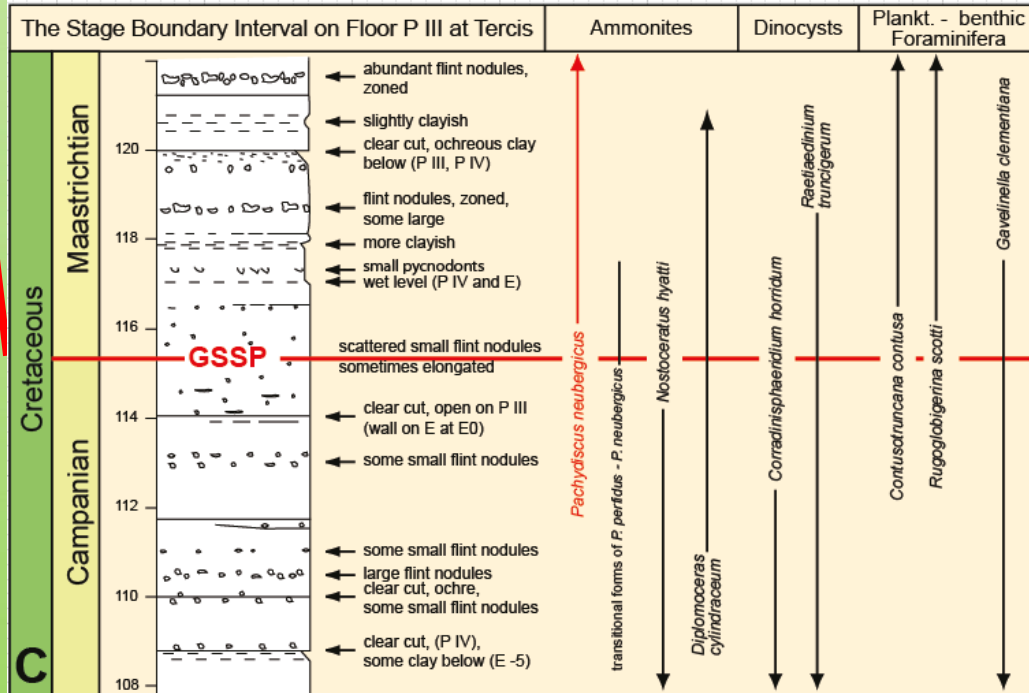 The Stage Boundary Interval on Floor P III at Tercis
Ammonites
Dinocysts
Plankt. - benthic
Foraminifera
Cretaceous
Maastrichtian
Campanian
C
120
118
116
114
112
110
108
GSSP
abundant flint nodules,
zoned
slightly clayish
clear cut, ochreous clay
below (P III, P IV)
flint nodules, zoned,
some large
more clayish
small pycnodonts
wet level (P IV and E)
scattered small flint nodules
sometimes elongated
clear cut, open on P III
(wall on E at E0)
some small flint nodules
some small flint nodules
large flint nodules
clear cut, ochre,
some small flint nodules
clear cut, (P IV),
some clay below (E -5)
Pachydiscus neubergicus
transitional forms of P. perfidus - P. neubergicus
Nostoceratus hyatti
Diplomoceras
cylindraceum
Corradinisphaeridium horridum
Raetiaedinium
truncigerum
Contusotruncana contusa
Rugoglobigerina scotti
Gavelinella clementiana